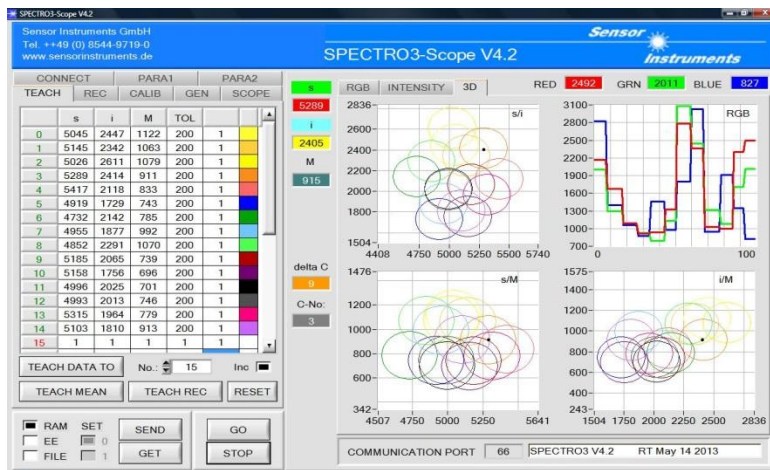 SPECTRO3-Scope V4.2
Sensor Instruments GmbH
Tel. ++49 (0) 8544-9719-0
www.sensorinstruments.de
SPECTRO3-Scope V4.2
Sensor Instruments
CONNECT PARA1 PARA2
TEACH REC CALIB GEN SCOPE
s i M TOL
0 5045 2447 1122 200 1
1 5145 2342 1063 200 1
2 5026 2611 1079 200 1
3 5289 2414 911 200 1
4 5417 2118 833 200 1
5 4919 1729 743 200 1
6 4732 2142 785 200 1
7 4955 1877 992 200 1
8 4852 2291 1070 200 1
9 5185 2065 739 200 1
10 5158 1756 696 200 1
11 4996 2025 701 200 1
12 4993 2013 746 200 1
13 5315 1964 779 200 1
14 5103 1810 913 200 1
15 1 1 1 1 1
TEACH DATA TO No.: 15 Inc
TEACH MEAN TEACH REC RESET
RAM SET
EE 0
FILE 1
SEND GO
GET STOP
s
5289
i
2405
M
915
delta C
9
C-No:
3
RGB INTENSITY 3D
RED 2492 GRN 2011 BLUE 827
s/i
2836-
2600-
2400-
2200-
2000-
1800-
1504-
4408 4750 5000 5250 5500 5740
RGB
3100-
2800-
2500-
2200-
1900-
1600-
1300-
1000-
700-
0 100
s/M
1476-
1200-
1000-
800-
600-
342-
4507 4750 5000 5250 5641
i/M
1575-
1400-
1200-
1000-
800-
600-
400-
243-
1504 1750 2000 2250 2500 2836
COMMUNICATION PORT 66 SPECTRO3 V4.2 RT May 14 2013